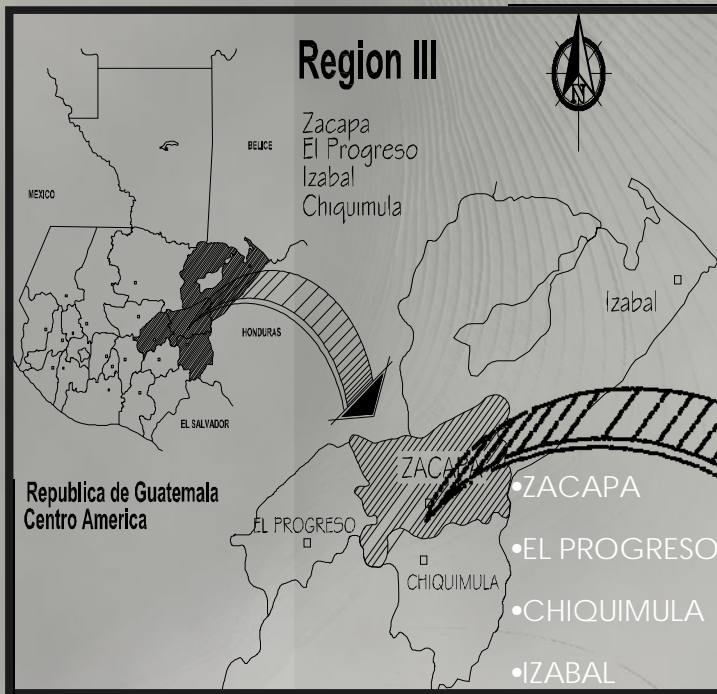 Region III
Zacapa
El Progreso
Izabal
Chiquimula
N
MEXICO
BELICE
HONDURAS
EL SALVADOR
Republica de Guatemala
Centro America
Izabal
ZACAPA
EL PROGRESO
CHIQUIMULA
•ZACAPA
•EL PROGRESO
•CHIQUIMULA
•IZABAL